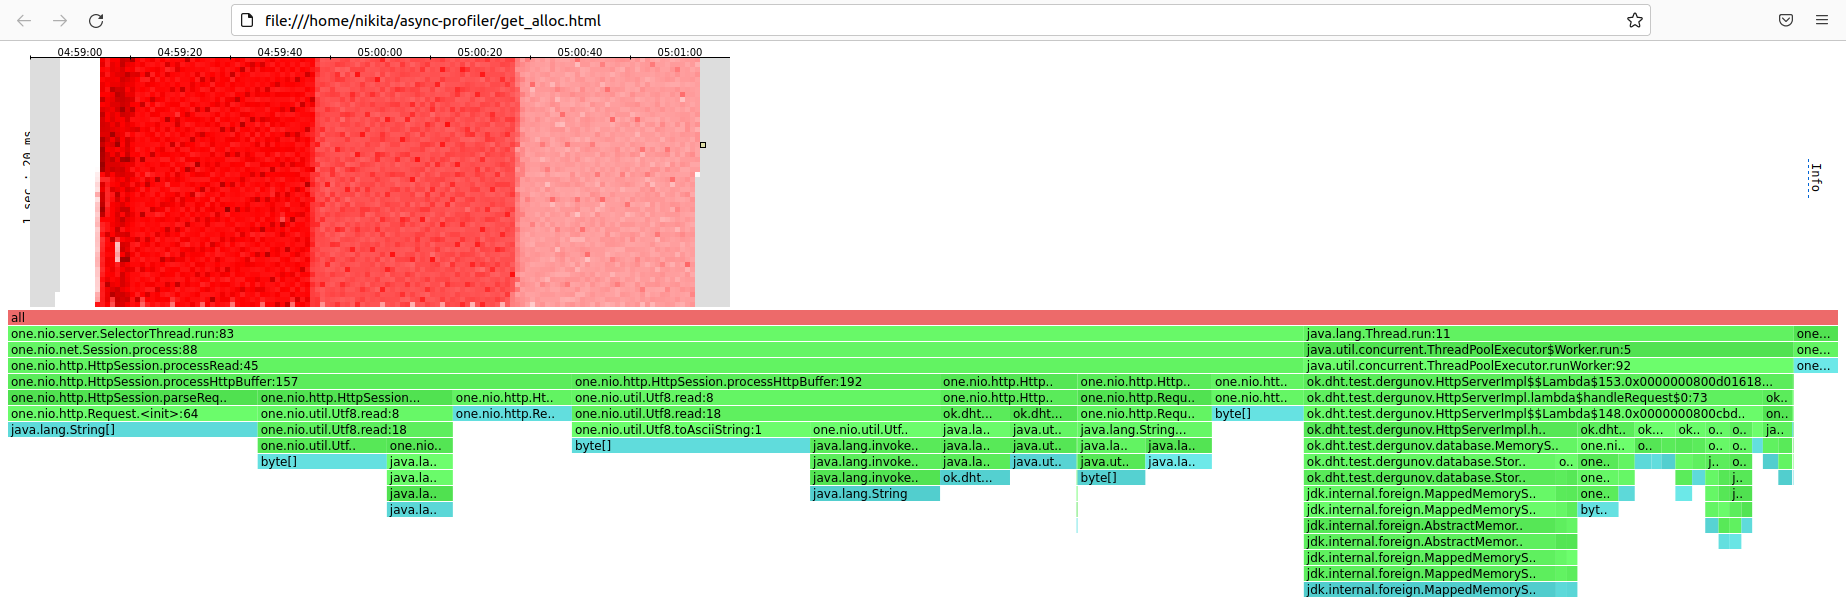 file:///home/nikita/async-profiler/get_alloc.html
04:59:00 04:59:20 04:59:40 05:00:00 05:00:20 05:00:40 05:01:00
1 sec · 20 ms
Info
all
one.nio.server.SelectorThread.run:83 java.lang.Thread.run:11 one...
one.nio.net.Session.process:88 java.util.concurrent.ThreadPoolExecutor$Worker.run:5 one...
one.nio.http.HttpSession.processRead:45 java.util.concurrent.ThreadPoolExecutor.runWorker:92 one...
one.nio.http.HttpSession.processHttpBuffer:157 one.nio.http.HttpSession.processHttpBuffer:192 one.nio.http.Http.. one.nio.http.Http.. one.nio.htt.. ok.dht.test.dergunov.HttpServerImpl$$Lambda$153.0x0000000800d01618...
one.nio.http.HttpSession.parseReq.. one.nio.http.HttpSession... one.nio.http.Ht.. one.nio.util.Utf8.read:8 one.nio.http.Http.. one.nio.http.Requ.. one.nio.htt.. ok.dht.test.dergunov.HttpServerImpl.lambda$handleRequest$0:73 ok..
one.nio.http.Request.<init>:64 one.nio.util.Utf8.read:8 one.nio.http.Re.. one.nio.util.Utf8.read:18 ok.dht... ok.dht... one.nio.http.Requ.. byte[] ok.dht.test.dergunov.HttpServerImpl$$Lambda$148.0x0000000800cbd.. on..
java.lang.String[] one.nio.util.Utf8.read:18 one.nio.util.Utf8.toAsciiString:1 one.nio.util.Utf.. java.la.. java.ut.. java.lang.String... ok.dht.test.dergunov.HttpServerImpl.h.. ok.dht.. ok... ok.. o.. o.. ja..
one.nio.util.Utf.. one.nio.. byte[] java.lang.invoke.. java.la.. java.ut.. java.la.. java.la.. ok.dht.test.dergunov.database.MemoryS.. one.ni.. o.. o.. o..
byte[] java.la.. java.lang.invoke.. java.la.. java.ut.. java.ut.. java.la.. ok.dht.test.dergunov.database.Stor.. o.. one.. j.. o..
java.la.. java.lang.invoke.. ok.dht... byte[] ok.dht.test.dergunov.database.Stor.. one.. j..
java.la.. java.lang.String jdk.internal.foreign.MappedMemoryS.. one.. j..
java.la.. jdk.internal.foreign.MappedMemoryS.. byt..
jdk.internal.foreign.AbstractMemor..
jdk.internal.foreign.AbstractMemor..
jdk.internal.foreign.MappedMemoryS..
jdk.internal.foreign.MappedMemoryS..
jdk.internal.foreign.MappedMemoryS..